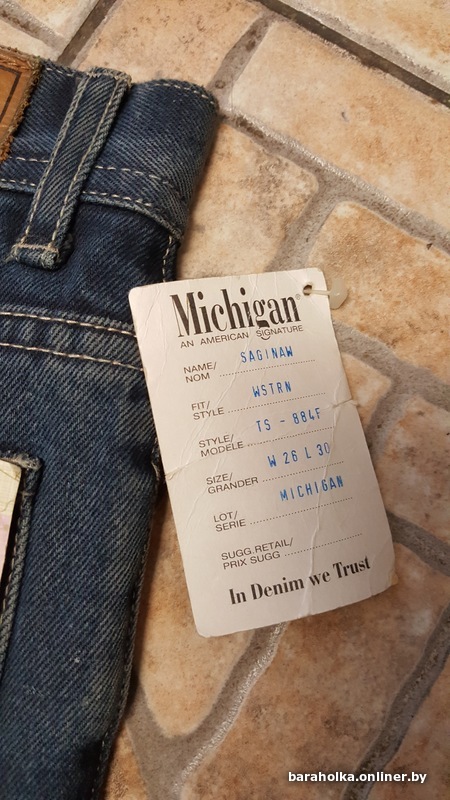 Michigan®
AN AMERICAN SIGNATURE
NAME/ SAGINAW
NOM
FIT/ WSTRN
STYLE
STYLE/ TS - 884F
MODELE
SIZE/ W 26 L 30
GRANDER
LOT/ MICHIGAN
SERIE
SUGG.RETAIL/
PRIX SUGG
In Denim we Trust
baraholka.onliner.by